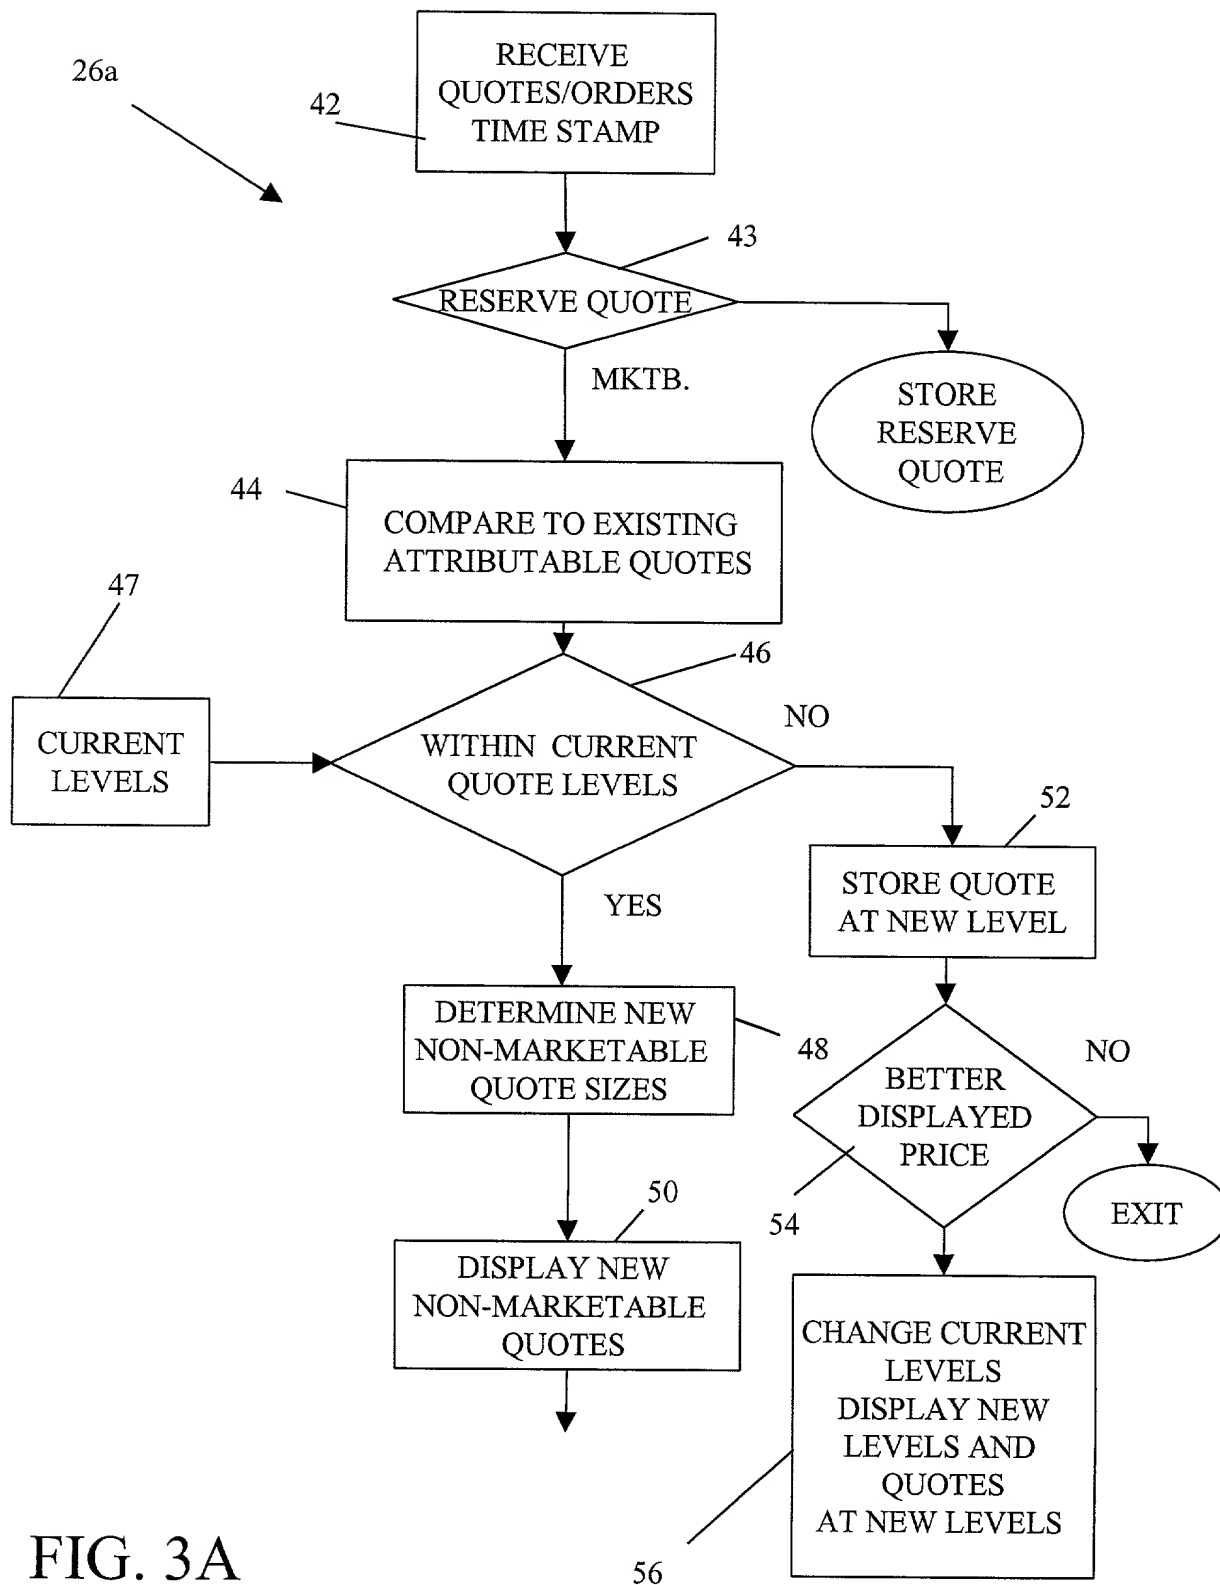 26a
42
RECEIVE
QUOTES/ORDERS
TIME STAMP
43
RESERVE QUOTE
MKTB.
STORE
RESERVE
QUOTE
44
COMPARE TO EXISTING
ATTRIBUTABLE QUOTES
47
CURRENT
LEVELS
46
WITHIN CURRENT
QUOTE LEVELS
NO
YES
52
STORE QUOTE
AT NEW LEVEL
DETERMINE NEW
NON-MARKETABLE
QUOTE SIZES
48
BETTER
DISPLAYED
PRICE
NO
54
EXIT
50
DISPLAY NEW
NON-MARKETABLE
QUOTES
CHANGE CURRENT
LEVELS
DISPLAY NEW
LEVELS AND
QUOTES
AT NEW LEVELS
56
FIG. 3A